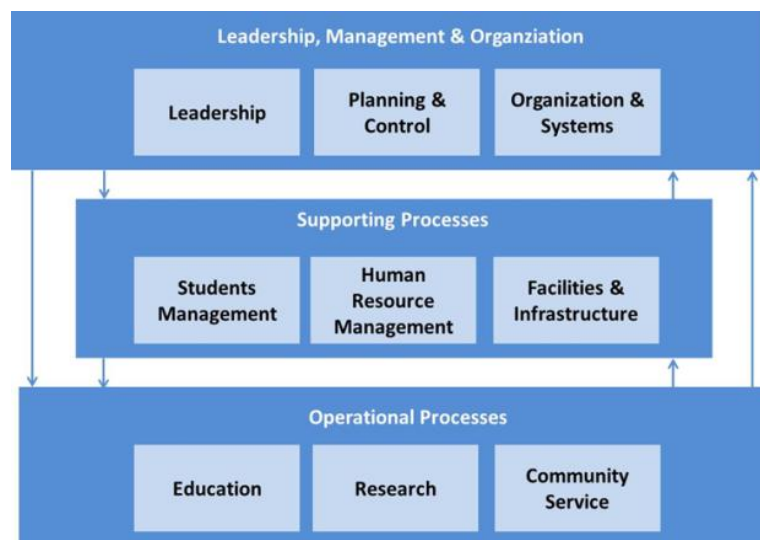 Leadership, Management & Organziation
Leadership
Planning &
Control
Organization &
Systems
Supporting Processes
Students
Management
Human
Resource
Management
Facilities &
Infrastructure
Operational Processes
Education
Research
Community
Service